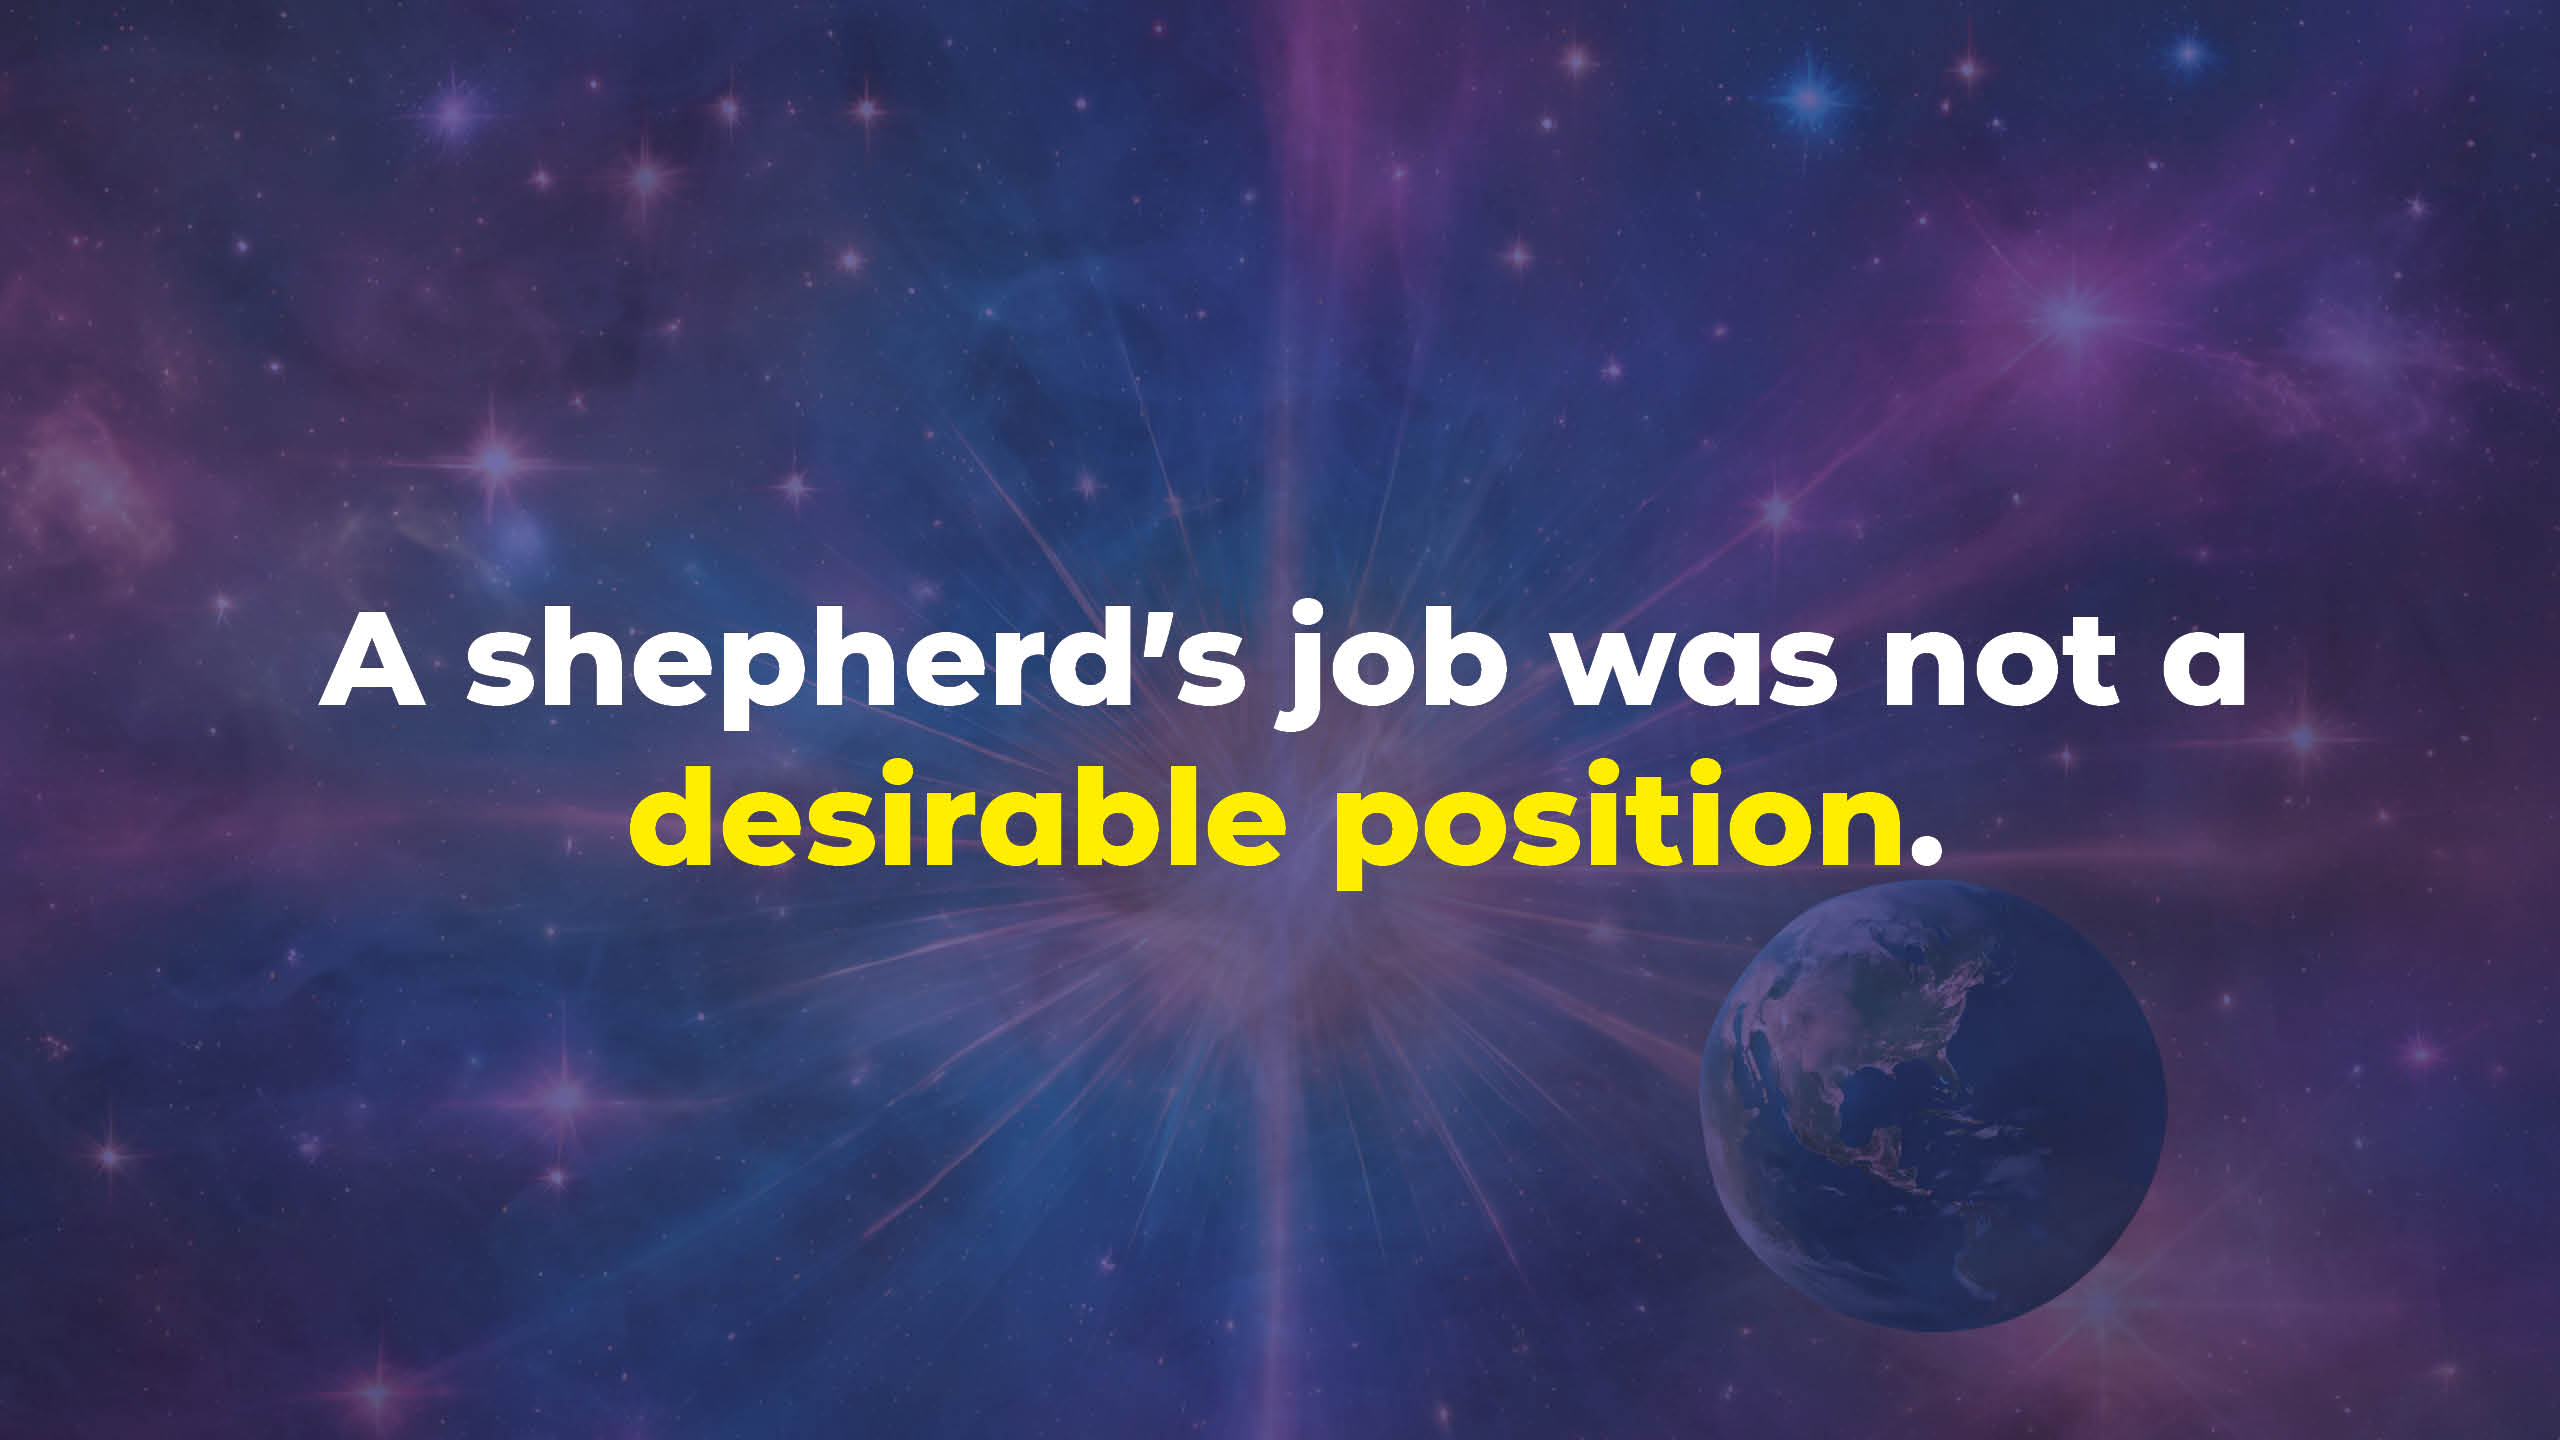 A shepherd’s job was not a
desirable position.